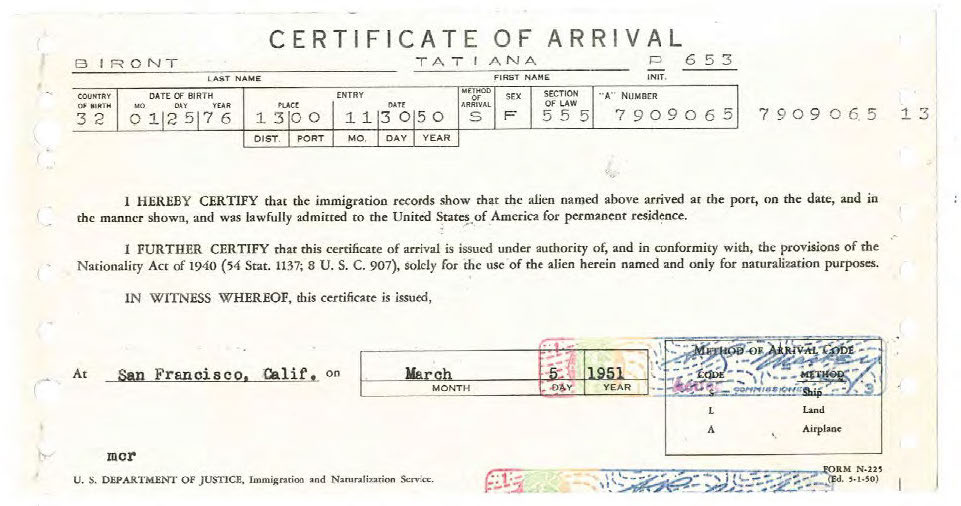 CERTIFICATE OF ARRIVAL
BIRONT TATIANA P 653
LAST NAME FIRST NAME INIT.
COUNTRY OF BIRTH DATE OF BIRTH MO. DAY YEAR ENTRY PLACE DATE METHOD OF ARRIVAL SEX SECTION OF LAW "A" NUMBER
32 01|25|76 13|00 11|30|50 S F 555 7909065 7909065 13
DIST. PORT MO. DAY YEAR
I HEREBY CERTIFY that the immigration records show that the alien named above arrived at the port, on the date, and in
the manner shown, and was lawfully admitted to the United States of America for permanent residence.
I FURTHER CERTIFY that this certificate of arrival is issued under authority of, and in conformity with, the provisions of the
Nationality Act of 1940 (54 Stat. 1137; 8 U. S. C. 907), solely for the use of the alien herein named and only for naturalization purposes.
IN WITNESS WHEREOF, this certificate is issued,
At San Francisco, Calif. on March 5 1951
MONTH DAY YEAR
METHOD OF ARRIVAL CODE
CODE METHOD
COMMISSIONER
S Ship
L Land
A Airplane
mcr
U. S. DEPARTMENT OF JUSTICE, Immigration and Naturalization Service.
FORM N-225
(Ed. 5-1-50)